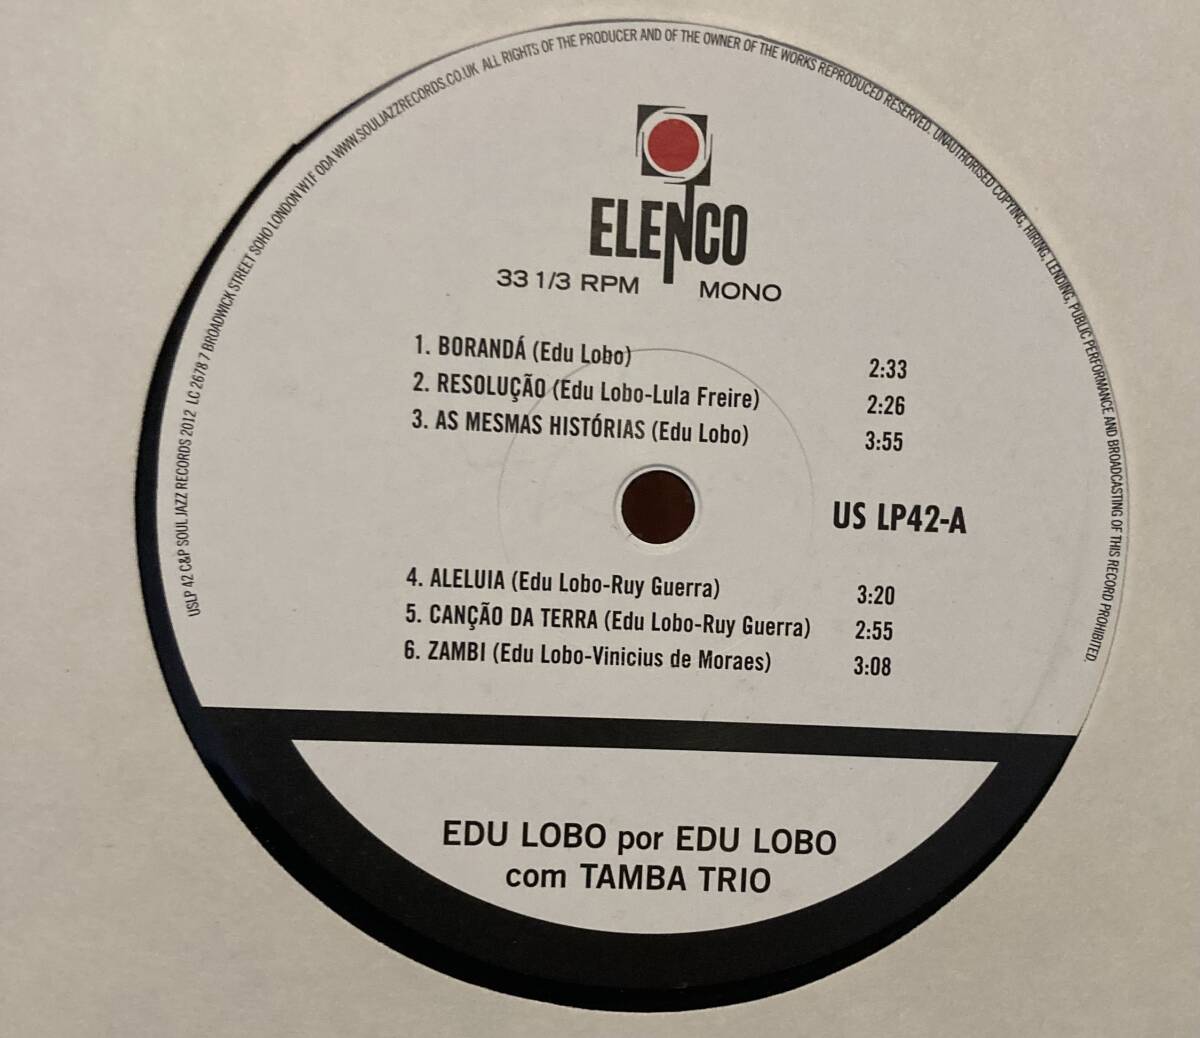 USLP 42 C&P SOUL JAZZ RECORDS 2012 LC 2678 7 BROADWICK STREET SOHO LONDON W1F ODA WWW.SOULJAZZRECORDS.CO.UK ALL RIGHTS OF THE PRODUCER AND OF THE OWNER OF THE WORKS REPRODUCED RESERVED. UNAUTHORISED COPYING, HIRING, LENDING, PUBLIC PERFORMANCE AND BROADCASTING OF THIS RECORD PROHIBITED.
ELENCO
33 1/3 RPM MONO
1. BORANDÁ (Edu Lobo) 2:33
2. RESOLUÇÃO (Edu Lobo-Lula Freire) 2:26
3. AS MESMAS HISTÓRIAS (Edu Lobo) 3:55
US LP42-A
4. ALELUIA (Edu Lobo-Ruy Guerra) 3:20
5. CANÇÃO DA TERRA (Edu Lobo-Ruy Guerra) 2:55
6. ZAMBI (Edu Lobo-Vinicius de Moraes) 3:08
EDU LOBO por EDU LOBO
com TAMBA TRIO